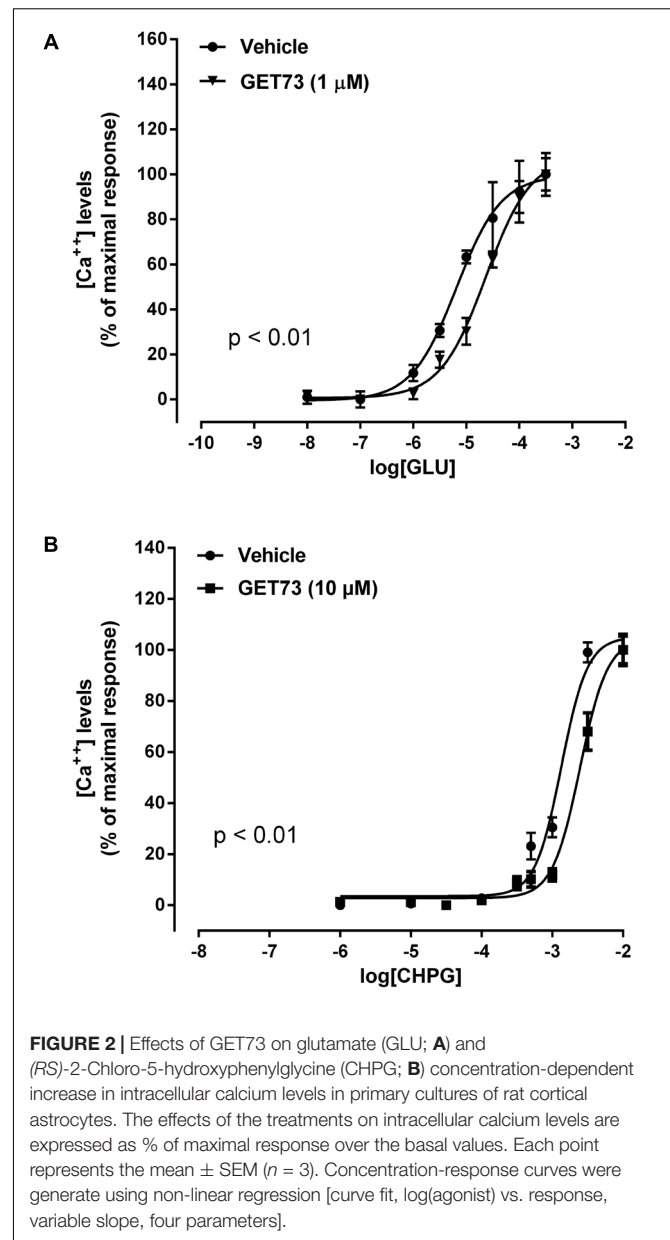 A
160
140
120
100
80
60
40
20
0
[Ca++] levels
(% of maximal response)
Vehicle
GET73 (1 μM)
p < 0.01
-10 -9 -8 -7 -6 -5 -4 -3 -2
log[GLU]
B
140
120
100
80
60
40
20
0
[Ca++] levels
(% of maximal response)
Vehicle
GET73 (10 μM)
p < 0.01
-8 -7 -6 -5 -4 -3 -2
log[CHPG]
FIGURE 2 | Effects of GET73 on glutamate (GLU; A) and
(RS)-2-Chloro-5-hydroxyphenylglycine (CHPG; B) concentration-dependent
increase in intracellular calcium levels in primary cultures of rat cortical
astrocytes. The effects of the treatments on intracellular calcium levels are
expressed as % of maximal response over the basal values. Each point
represents the mean ± SEM (n = 3). Concentration-response curves were
generate using non-linear regression [curve fit, log(agonist) vs. response,
variable slope, four parameters].